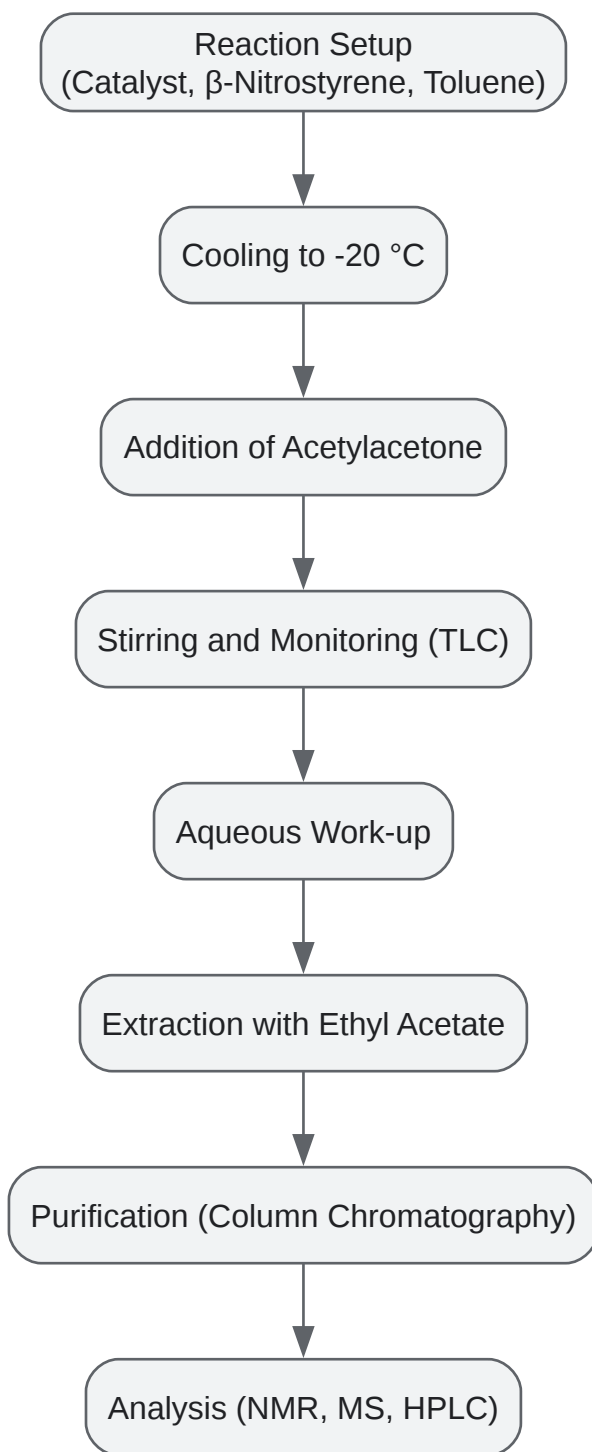 Reaction Setup
(Catalyst, β-Nitrostyrene, Toluene)
Cooling to -20 °C
Addition of Acetylacetone
Stirring and Monitoring (TLC)
Aqueous Work-up
Extraction with Ethyl Acetate
Purification (Column Chromatography)
Analysis (NMR, MS, HPLC)